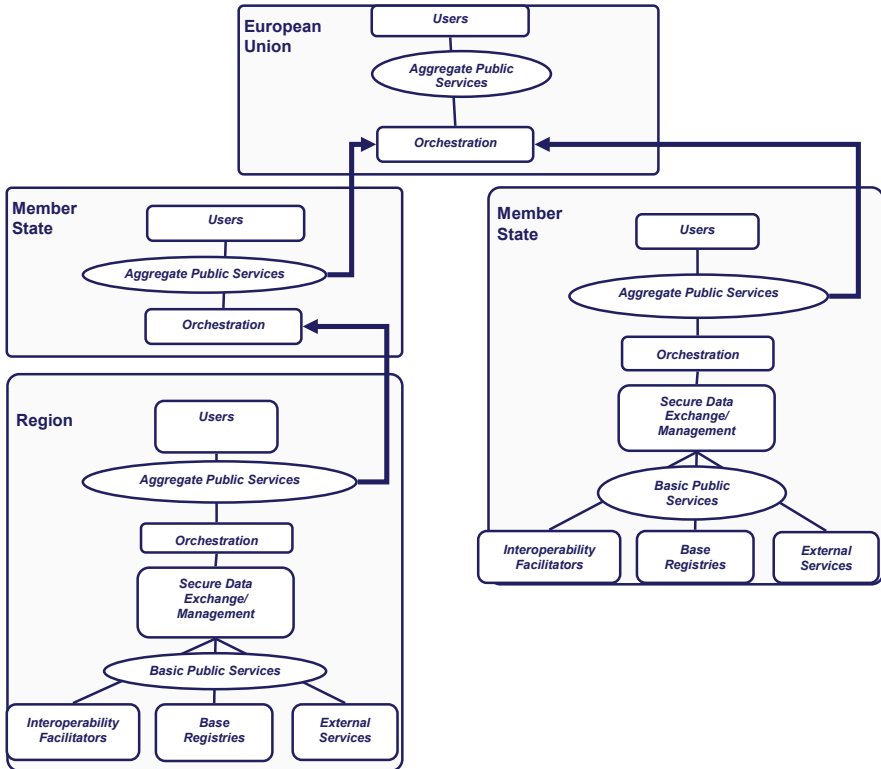 European
Union
Users
Aggregate Public
Services
Orchestration
Member
State
Users
Aggregate Public Services
Orchestration
Member
State
Users
Aggregate Public Services
Orchestration
Secure Data
Exchange/
Management
Basic Public
Services
Interoperability
Facilitators
Base
Registries
External
Services
Region
Users
Aggregate Public Services
Orchestration
Secure Data
Exchange/
Management
Basic Public Services
Interoperability
Facilitators
Base
Registries
External
Services